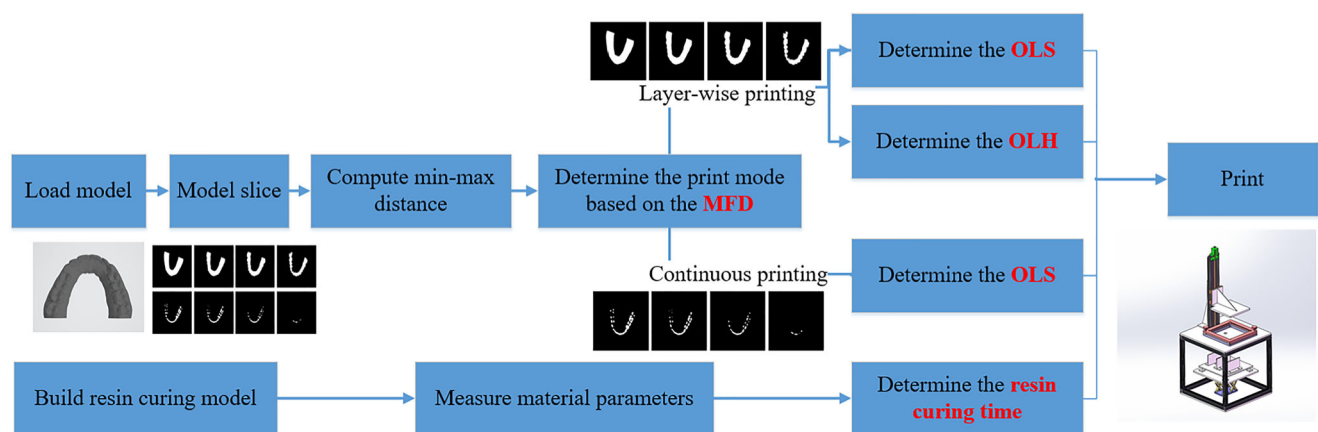 Layer-wise printing
Determine the OLS
Determine the OLH
Load model
Model slice
Compute min-max
distance
Determine the print mode
based on the MFD
Print
Continuous printing
Determine the OLS
Build resin curing model
Measure material parameters
Determine the resin
curing time